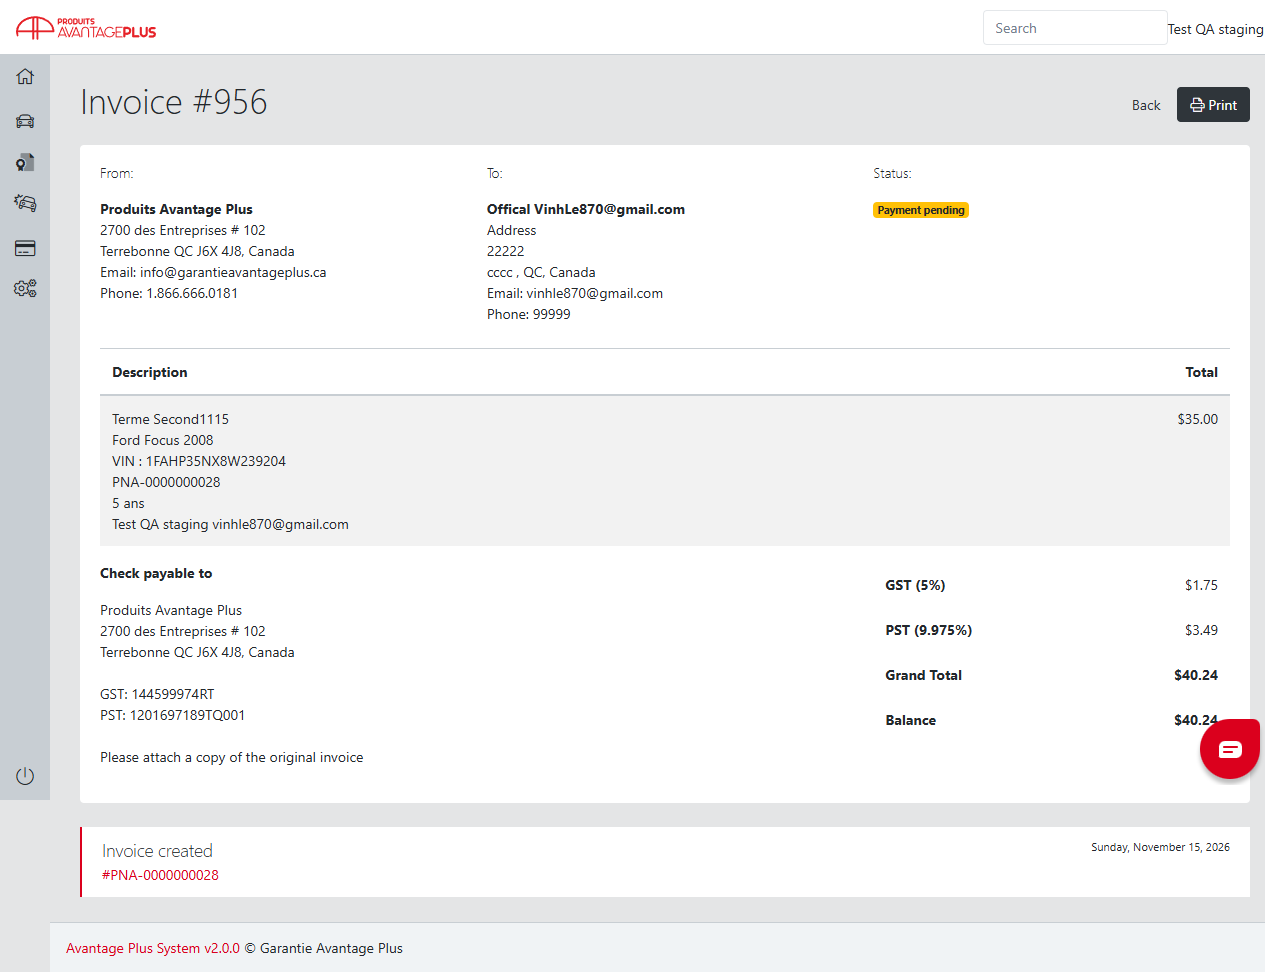 PRODUITS
AVANTAGEPLUS
Search
Test QA staging
Invoice #956
Back
Print
From:
Produits Avantage Plus
2700 des Entreprises # 102
Terrebonne QC J6X 4J8, Canada
Email: info@garantieavantageplus.ca
Phone: 1.866.666.0181
To:
Offical VinhLe870@gmail.com
Address
22222
cccc , QC, Canada
Email: vinhle870@gmail.com
Phone: 99999
Status:
Payment pending
Description Total
Terme Second1115 $35.00
Ford Focus 2008
VIN : 1FAHP35NX8W239204
PNA-0000000028
5 ans
Test QA staging vinhle870@gmail.com
Check payable to
Produits Avantage Plus
2700 des Entreprises # 102
Terrebonne QC J6X 4J8, Canada
GST: 144599974RT
PST: 1201697189TQ001
Please attach a copy of the original invoice
GST (5%) $1.75
PST (9.975%) $3.49
Grand Total $40.24
Balance $40.24
Invoice created
#PNA-0000000028
Sunday, November 15, 2026
Avantage Plus System v2.0.0 © Garantie Avantage Plus